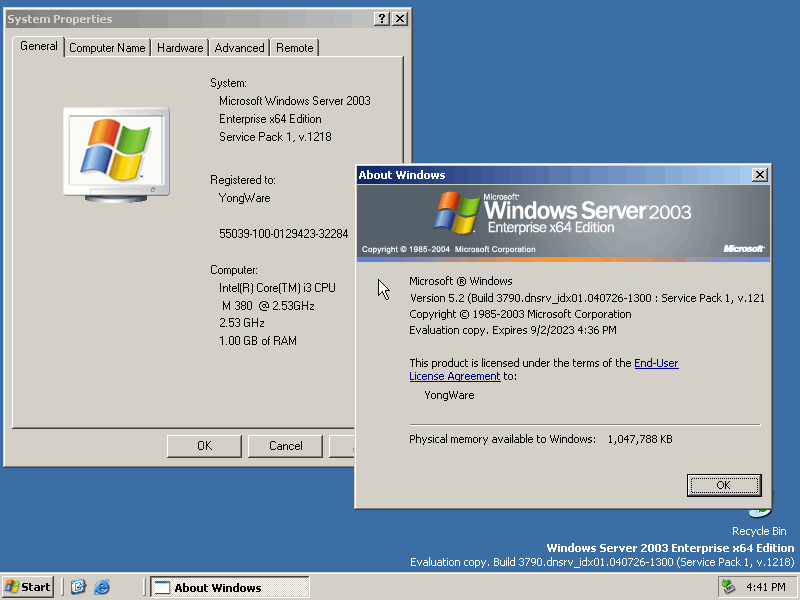 System Properties
General
Computer Name
Hardware
Advanced
Remote
System:
Microsoft Windows Server 2003
Enterprise x64 Edition
Service Pack 1, v.1218
Registered to:
YongWare
55039-100-0129423-32284
Computer:
Intel(R) Core(TM) i3 CPU
M 380 @ 2.53GHz
2.53 GHz
1.00 GB of RAM
OK
Cancel
About Windows
Microsoft
Windows Server 2003
Enterprise x64 Edition
Copyright © 1985-2004 Microsoft Corporation
Microsoft
Microsoft ® Windows
Version 5.2 (Build 3790.dnsrv_idx01.040726-1300 : Service Pack 1, v.121
Copyright © 1985-2003 Microsoft Corporation
Evaluation copy. Expires 9/2/2023 4:36 PM
This product is licensed under the terms of the End-User
License Agreement to:
YongWare
Physical memory available to Windows: 1,047,788 KB
OK
Recycle Bin
Windows Server 2003 Enterprise x64 Edition
Evaluation copy. Build 3790.dnsrv_idx01.040726-1300 (Service Pack 1, v.1218)
Start
About Windows
4:41 PM